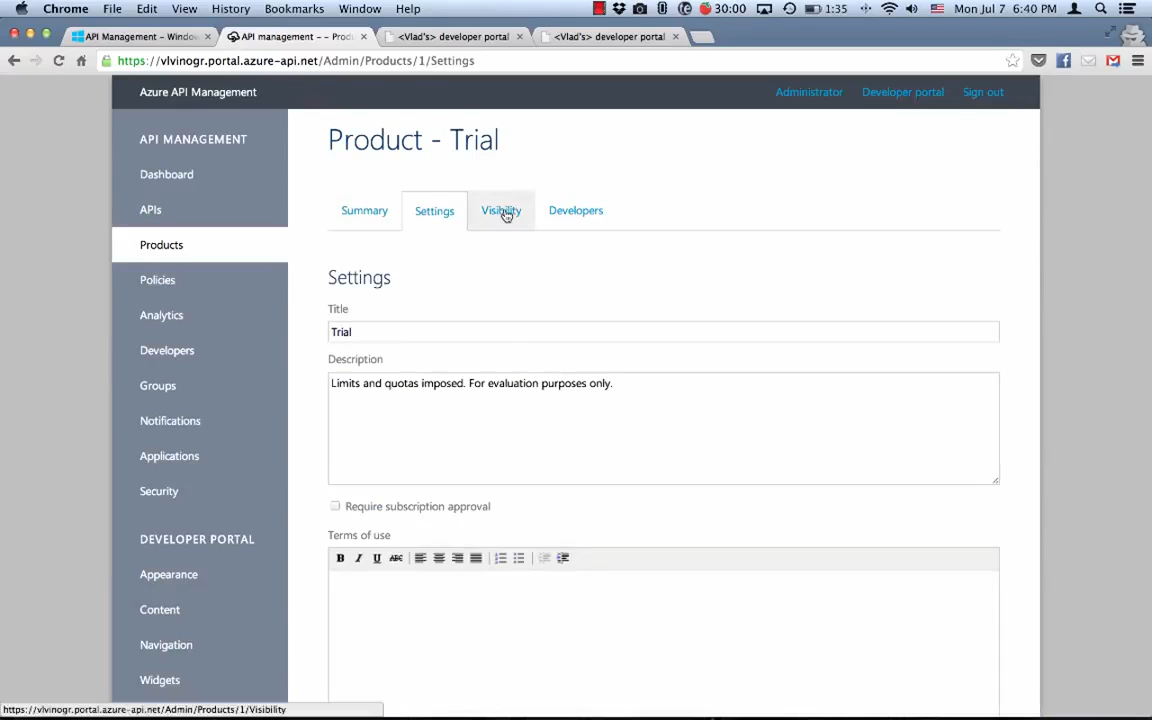 Chrome File Edit View History Bookmarks Window Help 30:00 1:35 Mon Jul 7 6:40 PM
API Management - Window
API management - - Produ
<Vlad's> developer portal
<Vlad's> developer portal
https://vlvinogr.portal.azure-api.net/Admin/Products/1/Settings
Azure API Management
Administrator Developer portal Sign out
API MANAGEMENT
Dashboard
APIs
Products
Policies
Analytics
Developers
Groups
Notifications
Applications
Security
DEVELOPER PORTAL
Appearance
Content
Navigation
Widgets
Product - Trial
Summary Settings Visibility Developers
Settings
Title
Trial
Description
Limits and quotas imposed. For evaluation purposes only.
Require subscription approval
Terms of use
B I U ABC
https://vlvinogr.portal.azure-api.net/Admin/Products/1/Visibility